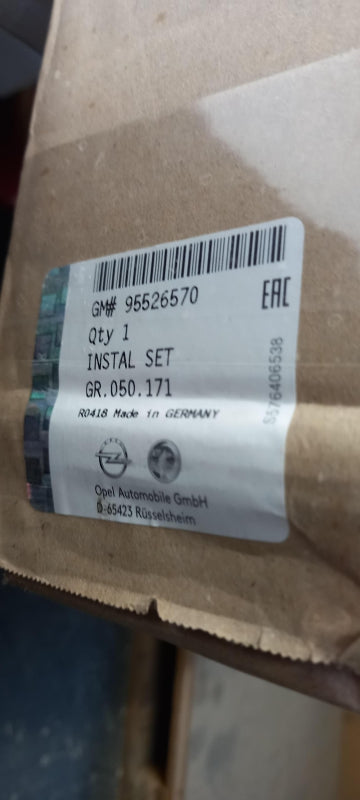 GM# 95526570
EAC
Qty 1
INSTAL SET
GR.050.171
R0418 Made in GERMANY
Opel Automobile GmbH
D-65423 Rüsselsheim